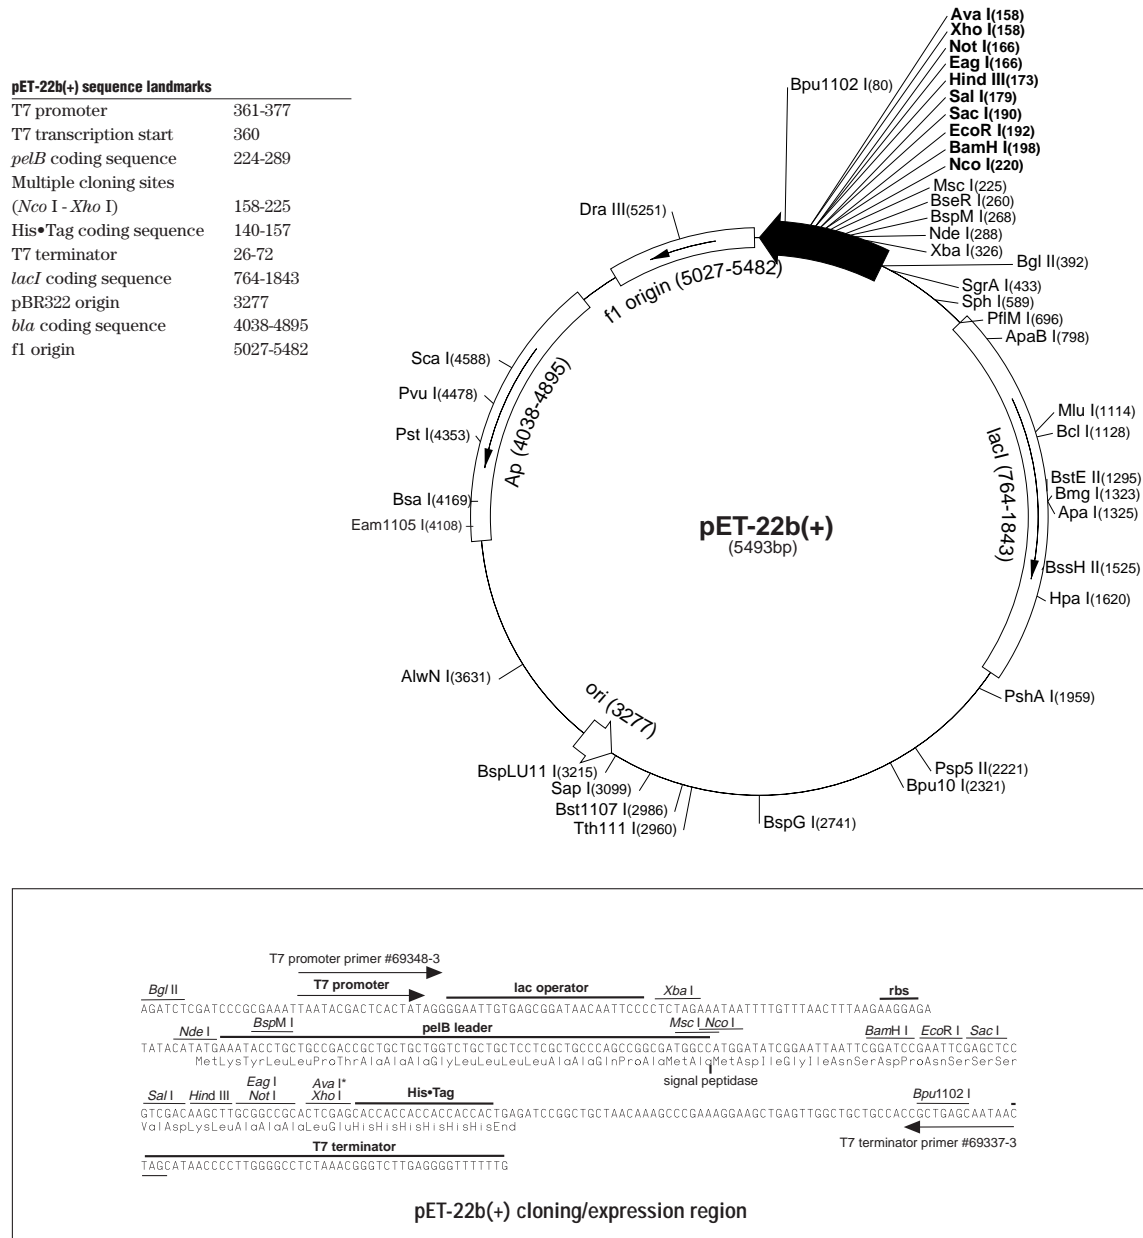 pET-22b(+) sequence landmarks
T7 promoter 361-377
T7 transcription start 360
pelB coding sequence 224-289
Multiple cloning sites
(Nco I - Xho I) 158-225
His•Tag coding sequence 140-157
T7 terminator 26-72
lacI coding sequence 764-1843
pBR322 origin 3277
bla coding sequence 4038-4895
f1 origin 5027-5482
Ava I(158)
Xho I(158)
Not I(166)
Eag I(166)
Hind III(173)
Sal I(179)
Sac I(190)
EcoR I(192)
BamH I(198)
Nco I(220)
Msc I(225)
BseR I(260)
BspM I(268)
Nde I(288)
Xba I(326)
Bgl II(392)
SgrA I(433)
Sph I(589)
PflM I(696)
ApaB I(798)
Mlu I(1114)
Bcl I(1128)
BstE II(1295)
Bmg I(1323)
Apa I(1325)
BssH II(1525)
Hpa I(1620)
PshA I(1959)
Psp5 II(2221)
Bpu10 I(2321)
BspG I(2741)
Tth111 I(2960)
Bst1107 I(2986)
Sap I(3099)
BspLU11 I(3215)
AlwN I(3631)
Eam1105 I(4108)
Bsa I(4169)
Pst I(4353)
Pvu I(4478)
Sca I(4588)
Dra III(5251)
Bpu1102 I(80)
f1 origin (5027-5482)
Ap (4038-4895)
lacI (764-1843)
ori (3277)
pET-22b(+)
(5493bp)
T7 promoter primer #69348-3
Bgl II T7 promoter lac operator Xba I rbs
AGATCTCGATCCCGCGAAATTAATACGACTCACTATAGGGGAATTGTGAGCGGATAACAATTCCCCTCTAGAAATAATTTTGTTTAACTTTAAGAAGGAGA
Nde I BspM I pelB leader Msc I Nco I BamH I EcoR I Sac I
TATACATATGAAATACCTGCTGCCGACCGCTGCTGCTGGTCTGCTGCTCCTCGCTGCCCAGCCGGCGATGGCCATGGATATCGGAATTAATTCGGATCCGAATTCGAGCTCC
MetLysTyrLeuLeuProThrAlaAlaAlaGlyLeuLeuLeuLeuAlaAlaGlnProAlaMetAlaMetAspIleGlyIleAsnSerAspProAsnSerSerSer
signal peptidase
Sal I Hind III Eag I Not I Ava I* Xho I His•Tag Bpu1102 I
GTCGACAAGCTTGCGGCCGCACTCGAGCACCACCACCACCACCACTGAGATCCGGCTGCTAACAAAGCCCGAAAGGAAGCTGAGTTGGCTGCTGCCACCGCTGAGCAATAAC
ValAspLysLeuAlaAlaAlaLeuGluHisHisHisHisHisHisEnd
T7 terminator primer #69337-3
T7 terminator
TAGCATAACCCCTTGGGGCCTCTAAACGGGTCTTGAGGGGTTTTTTG
pET-22b(+) cloning/expression region